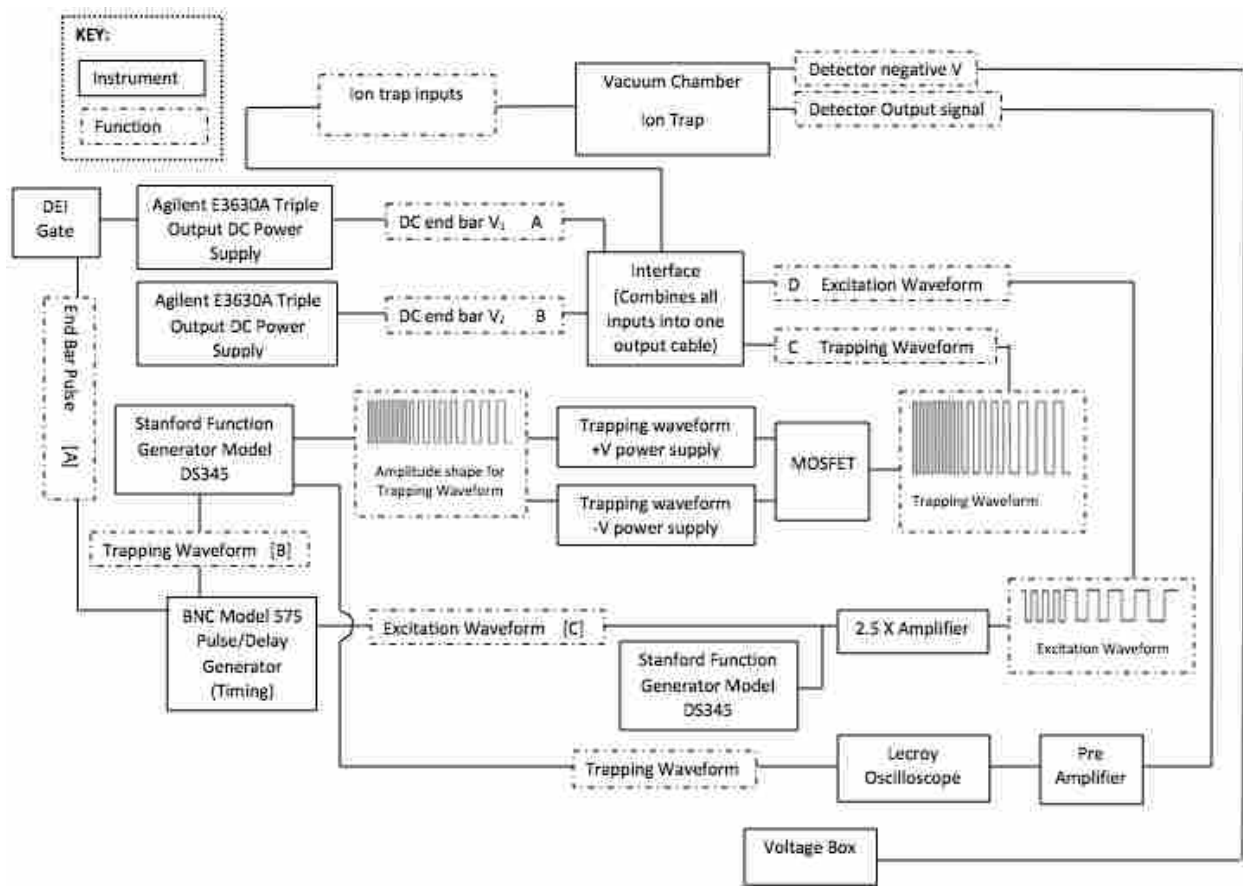 KEY:
Instrument
Function
Ion trap inputs
Vacuum Chamber
Ion Trap
Detector negative V
Detector Output signal
DEI
Gate
Agilent E3630A Triple
Output DC Power
Supply
DC end bar V₁ A
Agilent E3630A Triple
Output DC Power
Supply
DC end bar V₂ B
Interface
(Combines all
inputs into one
output cable)
D Excitation Waveform
C Trapping Waveform
End Bar Pulse [A]
Stanford Function
Generator Model
DS345
Amplitude shape for
Trapping Waveform
Trapping waveform
+V power supply
Trapping waveform
-V power supply
MOSFET
Trapping Waveform
Trapping Waveform [B]
BNC Model 575
Pulse/Delay
Generator
(Timing)
Excitation Waveform [C]
Stanford Function
Generator Model
DS345
2.5 X Amplifier
Excitation Waveform
Trapping Waveform
Lecroy
Oscilloscope
Pre
Amplifier
Voltage Box